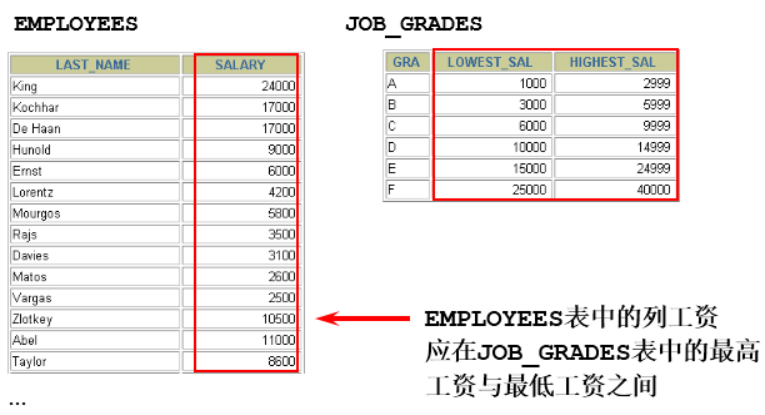 EMPLOYEES
JOB_GRADES
LAST_NAME SALARY
King 24000
Kochhar 17000
De Haan 17000
Hunold 9000
Ernst 6000
Lorentz 4200
Mourgos 5800
Rajs 3500
Davies 3100
Matos 2600
Vargas 2500
Zlotkey 10500
Abel 11000
Taylor 8600
...
GRA LOWEST_SAL HIGHEST_SAL
A 1000 2999
B 3000 5999
C 6000 9999
D 10000 14999
E 15000 24999
F 25000 40000
EMPLOYEES表中的列工资
应在JOB_GRADES表中的最高
工资与最低工资之间